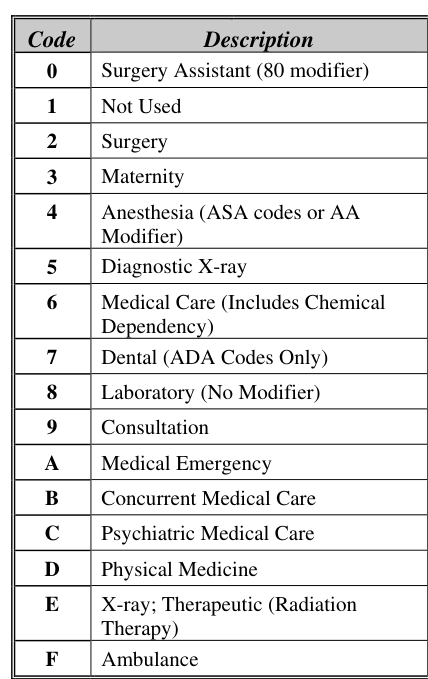 Code Description
0 Surgery Assistant (80 modifier)
1 Not Used
2 Surgery
3 Maternity
4 Anesthesia (ASA codes or AA
Modifier)
5 Diagnostic X-ray
6 Medical Care (Includes Chemical
Dependency)
7 Dental (ADA Codes Only)
8 Laboratory (No Modifier)
9 Consultation
A Medical Emergency
B Concurrent Medical Care
C Psychiatric Medical Care
D Physical Medicine
E X-ray; Therapeutic (Radiation
Therapy)
F Ambulance